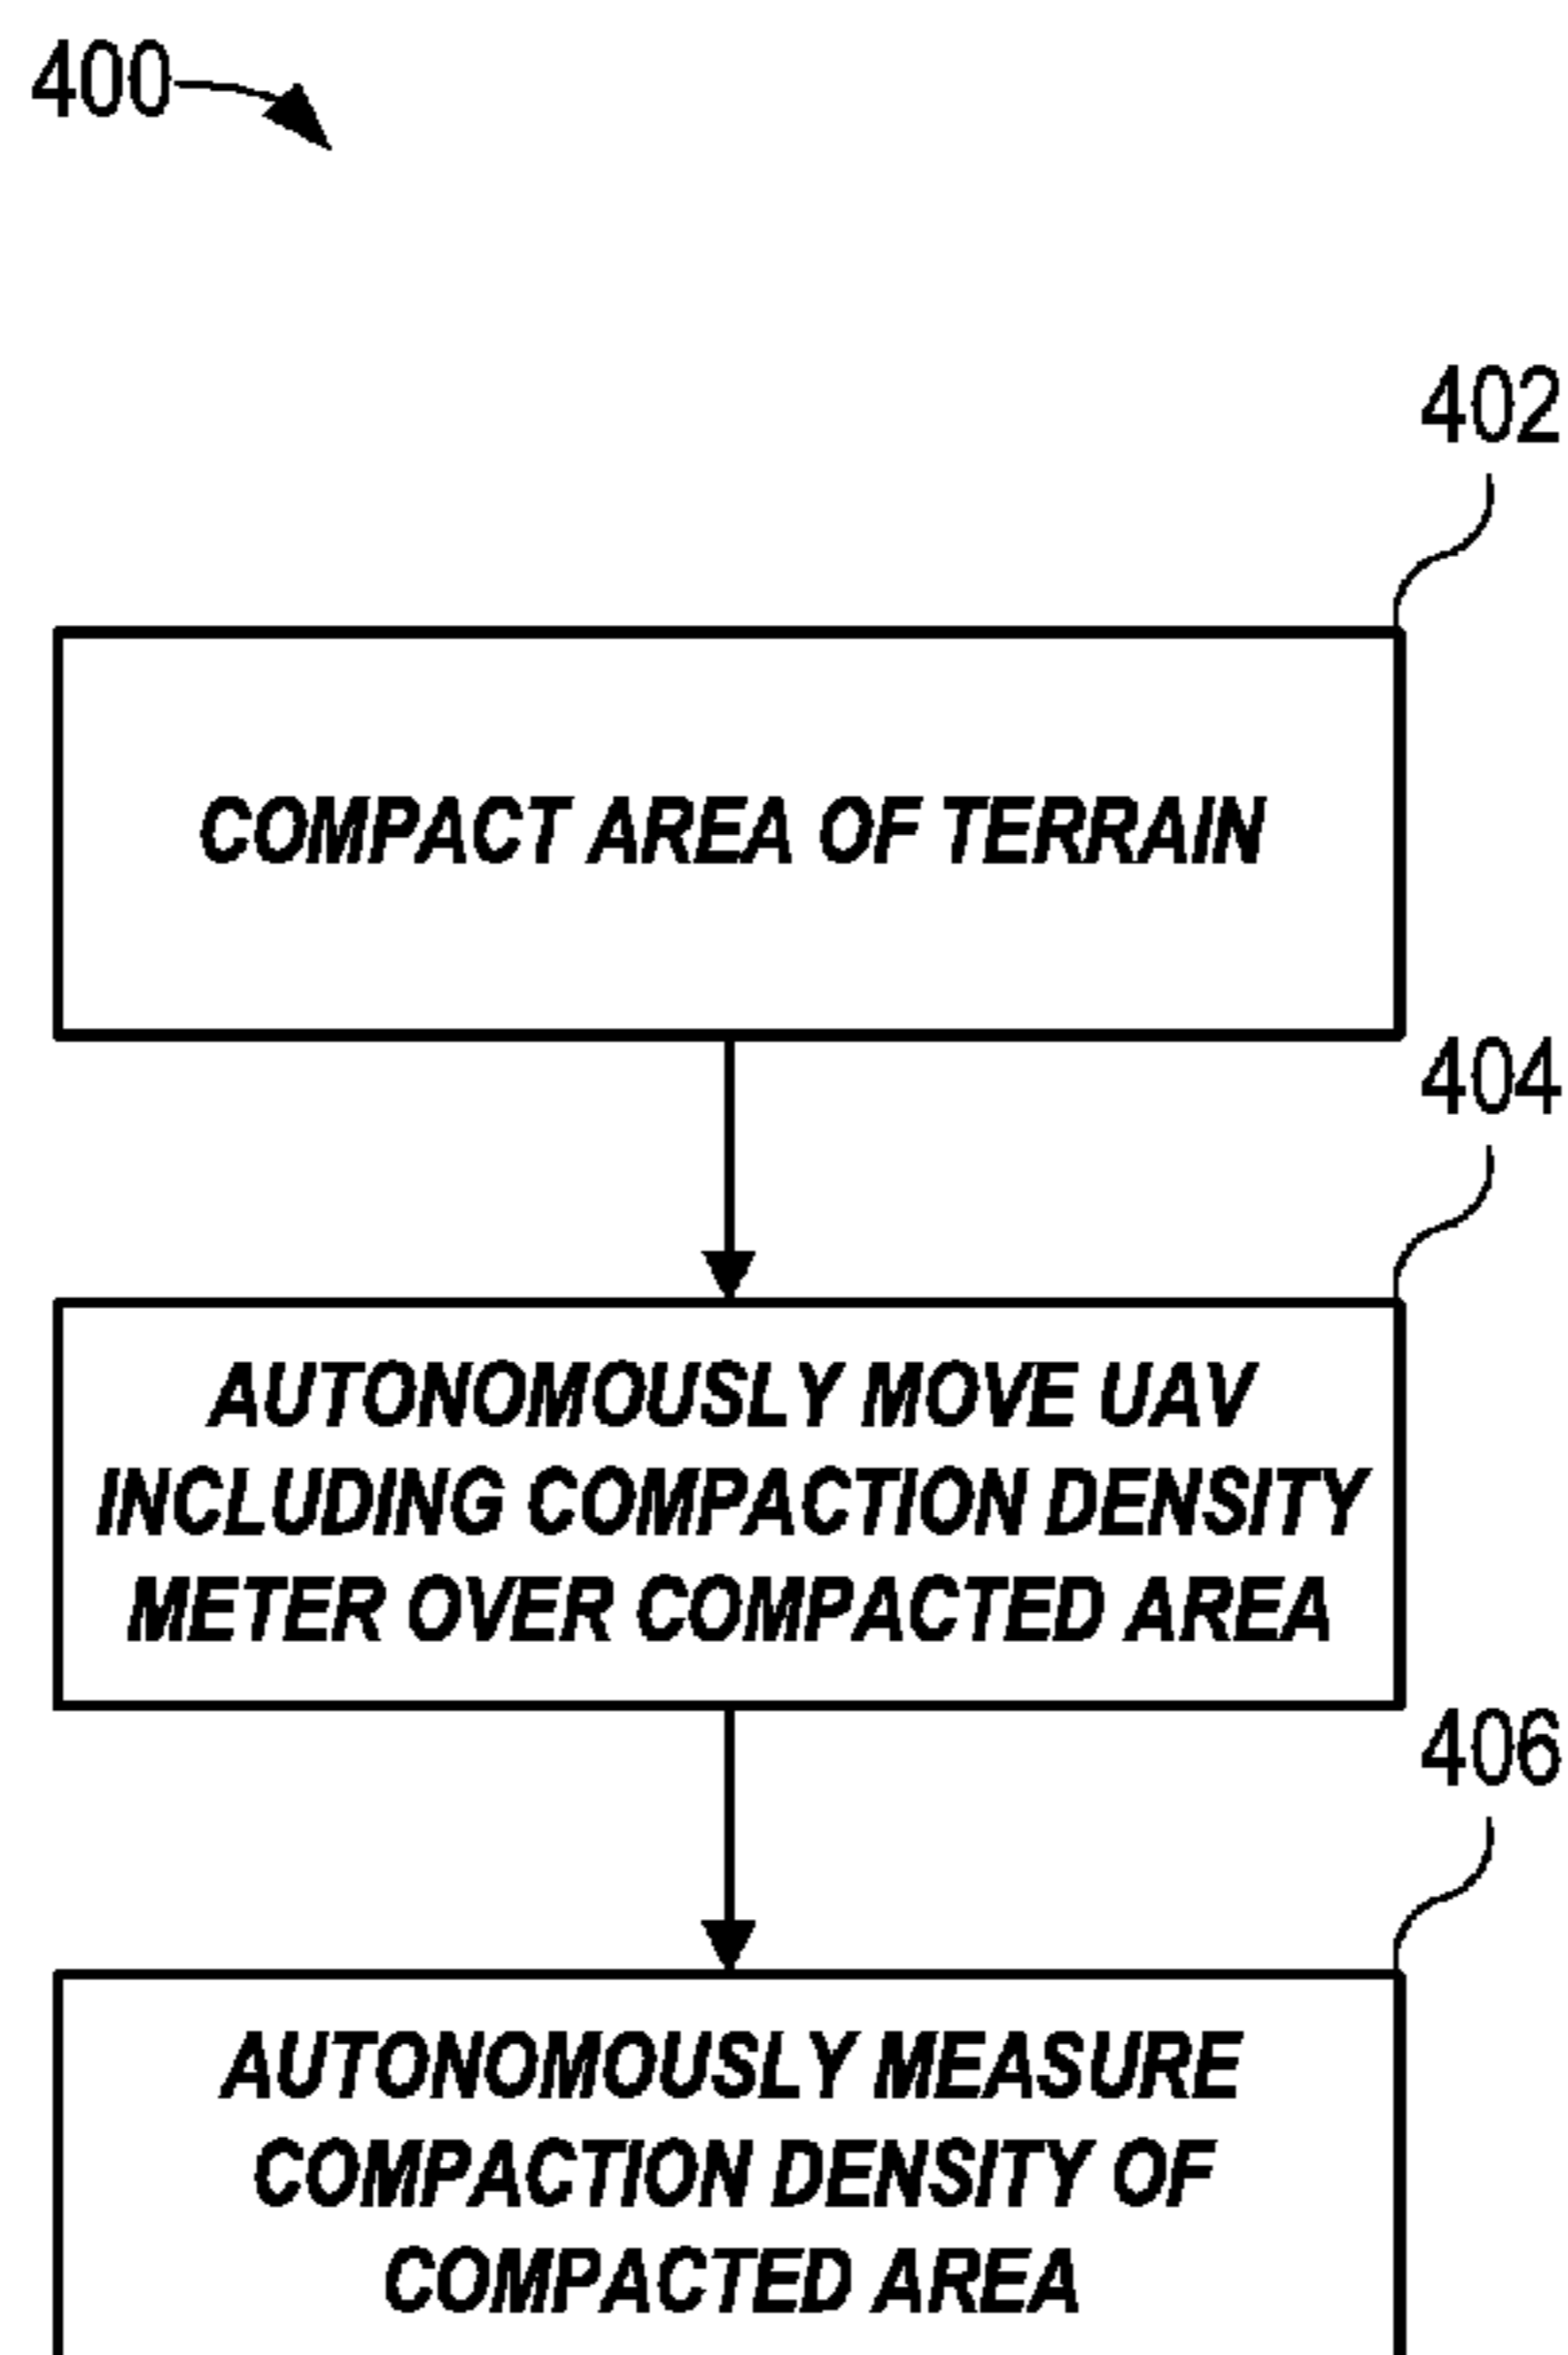 400
402
COMPACT AREA OF TERRAIN
404
AUTONOMOUSLY MOVE UAV
INCLUDING COMPACTION DENSITY
METER OVER COMPACTED AREA
406
AUTONOMOUSLY MEASURE
COMPACTION DENSITY OF
COMPACTED AREA